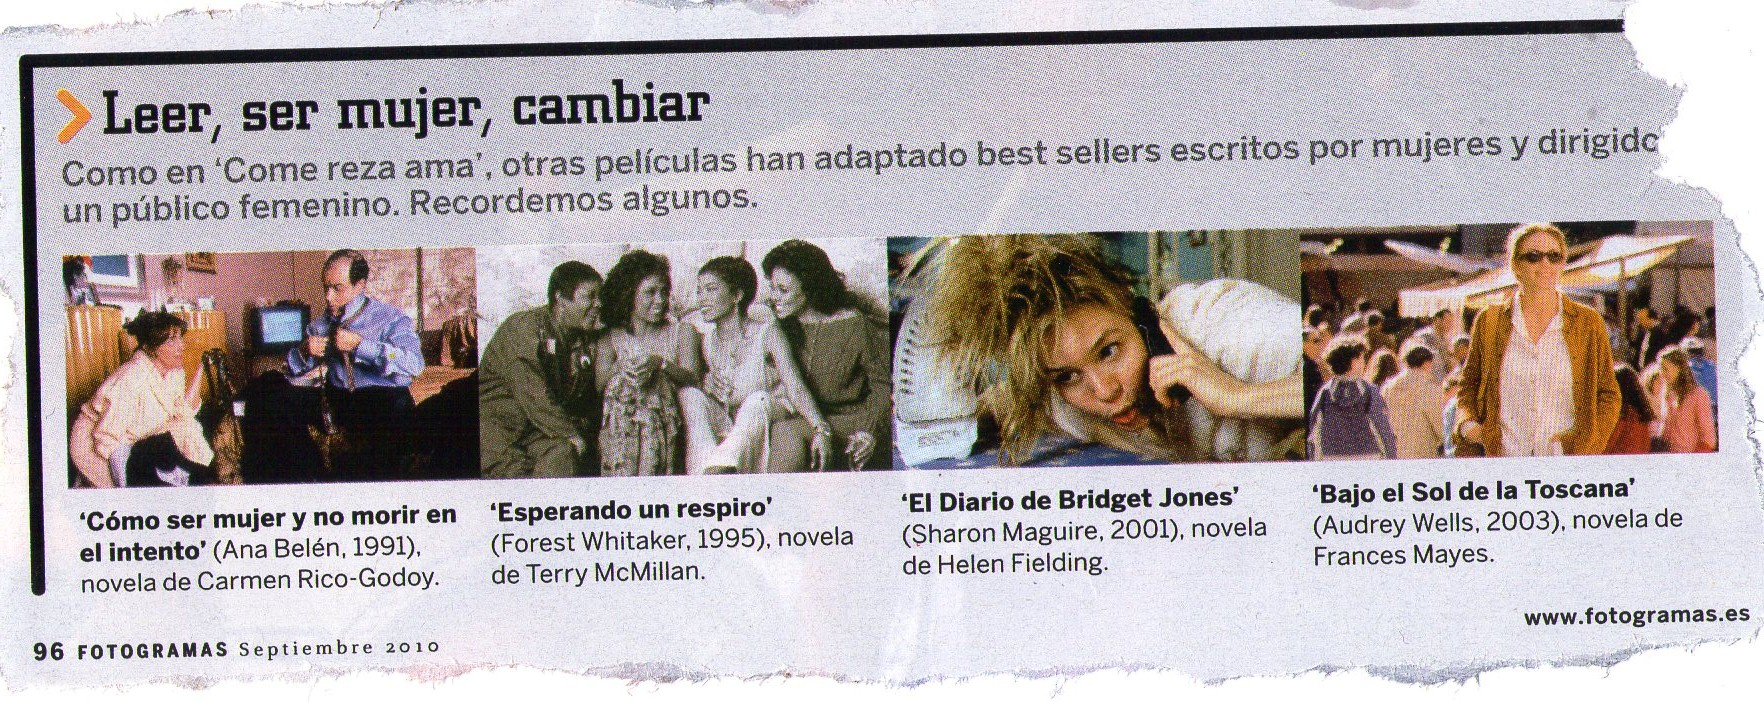 Leer, ser mujer, cambiar
Como en ‘Come reza ama’, otras películas han adaptado best sellers escritos por mujeres y dirigido
un público femenino. Recordemos algunos.
‘Cómo ser mujer y no morir en
el intento’ (Ana Belén, 1991),
novela de Carmen Rico-Godoy.
‘Esperando un respiro’
(Forest Whitaker, 1995), novela
de Terry McMillan.
‘El Diario de Bridget Jones’
(Sharon Maguire, 2001), novela
de Helen Fielding.
‘Bajo el Sol de la Toscana’
(Audrey Wells, 2003), novela de
Frances Mayes.
www.fotogramas.es
96 FOTOGRAMAS Septiembre 2010